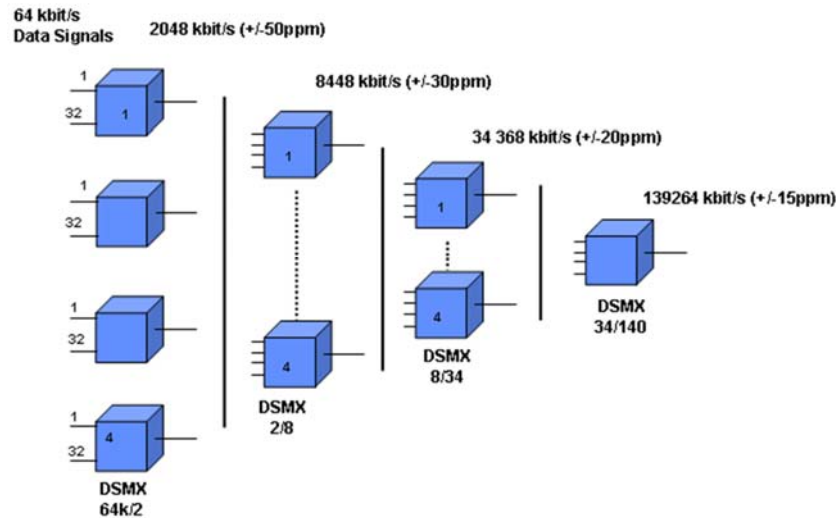 64 kbit/s
Data Signals
2048 kbit/s (+/-50ppm)
8448 kbit/s (+/-30ppm)
34 368 kbit/s (+/-20ppm)
139264 kbit/s (+/-15ppm)
1
32
1
1
32
1
32
1
32
4
DSMX
64k/2
1
4
DSMX
2/8
1
4
DSMX
8/34
DSMX
34/140